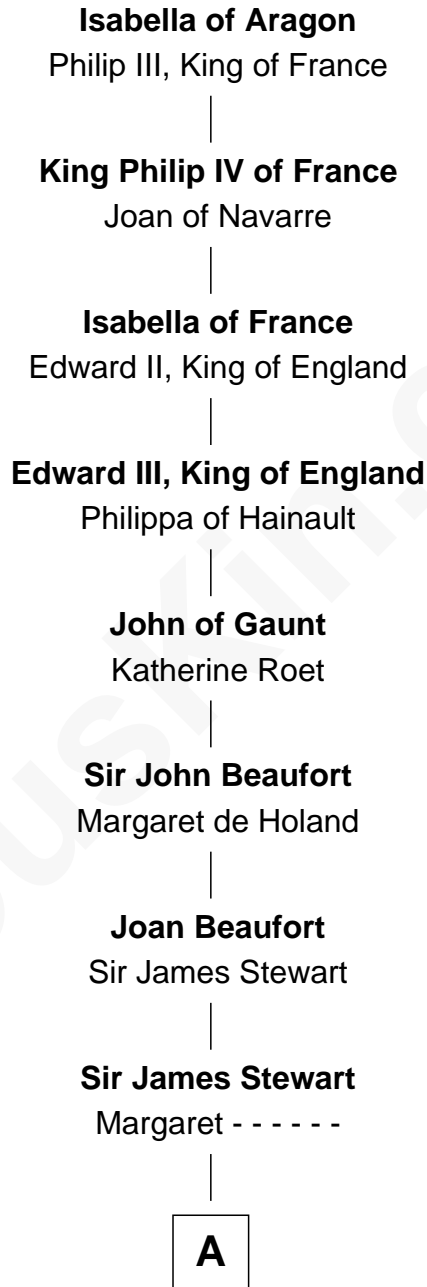 Isabella of Aragon
Philip III, King of France
King Philip IV of France
Joan of Navarre
Isabella of France
Edward II, King of England
Edward III, King of England
Philippa of Hainault
John of Gaunt
Katherine Roet
Sir John Beaufort
Margaret de Holand
Joan Beaufort
Sir James Stewart
Sir James Stewart
Margaret - - - - - -
A